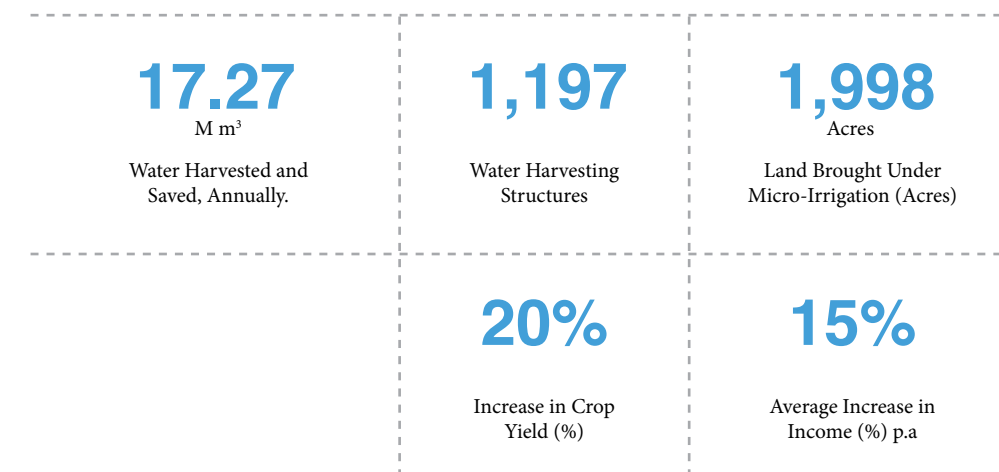 17.27
M m³
Water Harvested and
Saved, Annually.
1,197
Water Harvesting
Structures
1,998
Acres
Land Brought Under
Micro-Irrigation (Acres)
20%
Increase in Crop
Yield (%)
15%
Average Increase in
Income (%) p.a